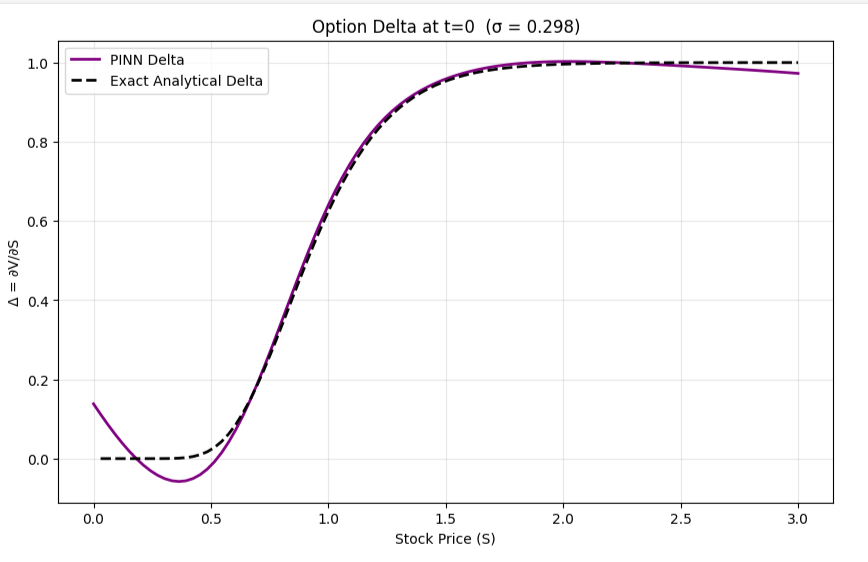 Option Delta at t=0 (σ = 0.298)
PINN Delta
Exact Analytical Delta
Δ = ∂V/∂S
1.0
0.8
0.6
0.4
0.2
0.0
0.0 0.5 1.0 1.5 2.0 2.5 3.0
Stock Price (S)